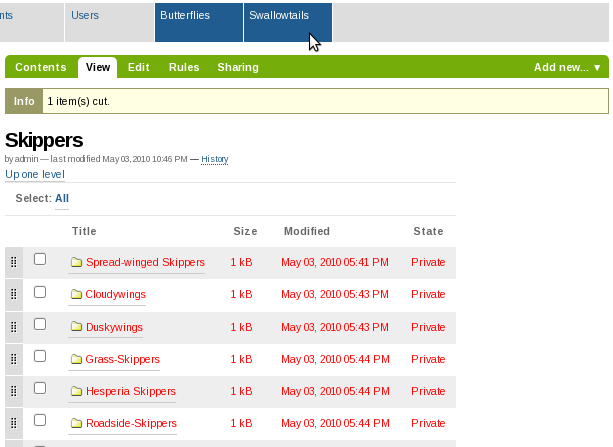 nts Users Butterflies Swallowtails
Contents View Edit Rules Sharing Add new... ▼
Info 1 item(s) cut.
Skippers
by admin — last modified May 03, 2010 10:46 PM — History
Up one level
Select: All
Title Size Modified State
Spread-winged Skippers 1 kB May 03, 2010 05:41 PM Private
Cloudywings 1 kB May 03, 2010 05:43 PM Private
Duskywings 1 kB May 03, 2010 05:43 PM Private
Grass-Skippers 1 kB May 03, 2010 05:44 PM Private
Hesperia Skippers 1 kB May 03, 2010 05:44 PM Private
Roadside-Skippers 1 kB May 03, 2010 05:44 PM Private